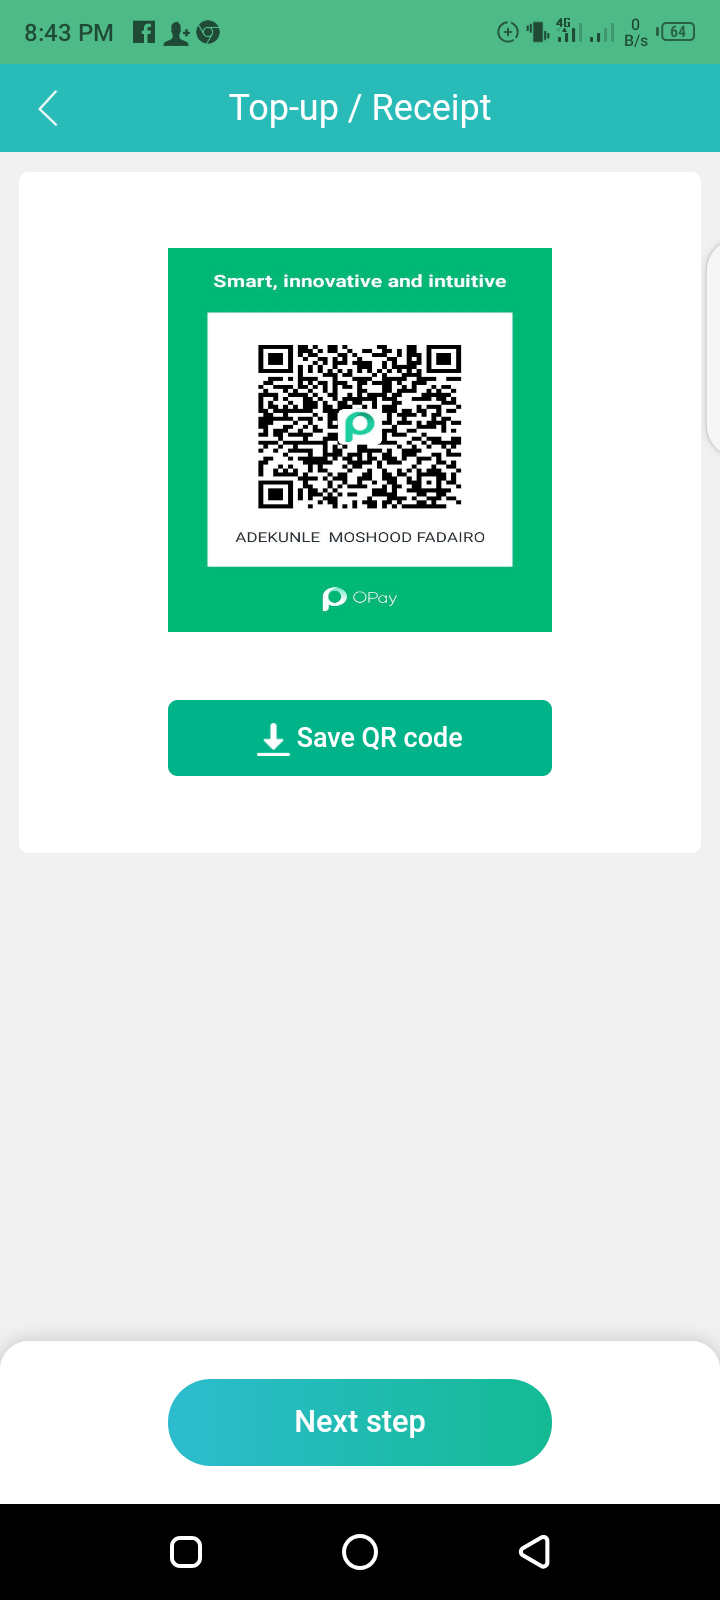 8:43 PM
4G
0
B/s
64
Top-up / Receipt
Smart, innovative and intuitive
ADEKUNLE MOSHOOD FADAIRO
OPay
Save QR code
Next step